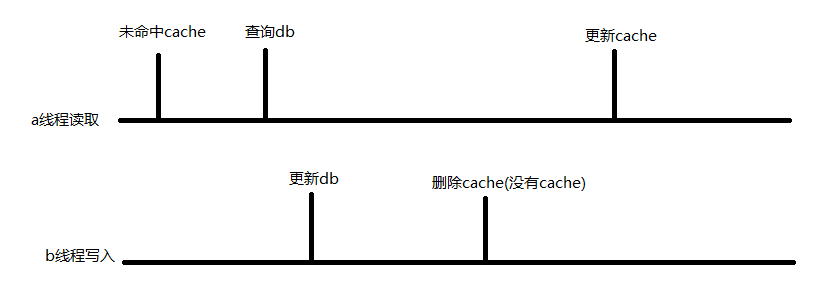 未命中cache
查询db
更新cache
a线程读取
更新db
删除cache(没有cache)
b线程写入